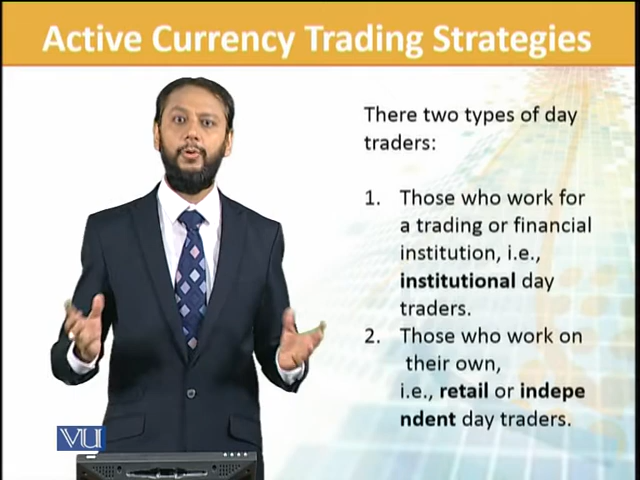 Active Currency Trading Strategies
There two types of day
traders:
1. Those who work for
a trading or financial
institution, i.e.,
institutional day
traders.
2. Those who work on
their own,
i.e., retail or indepe
ndent day traders.
VU